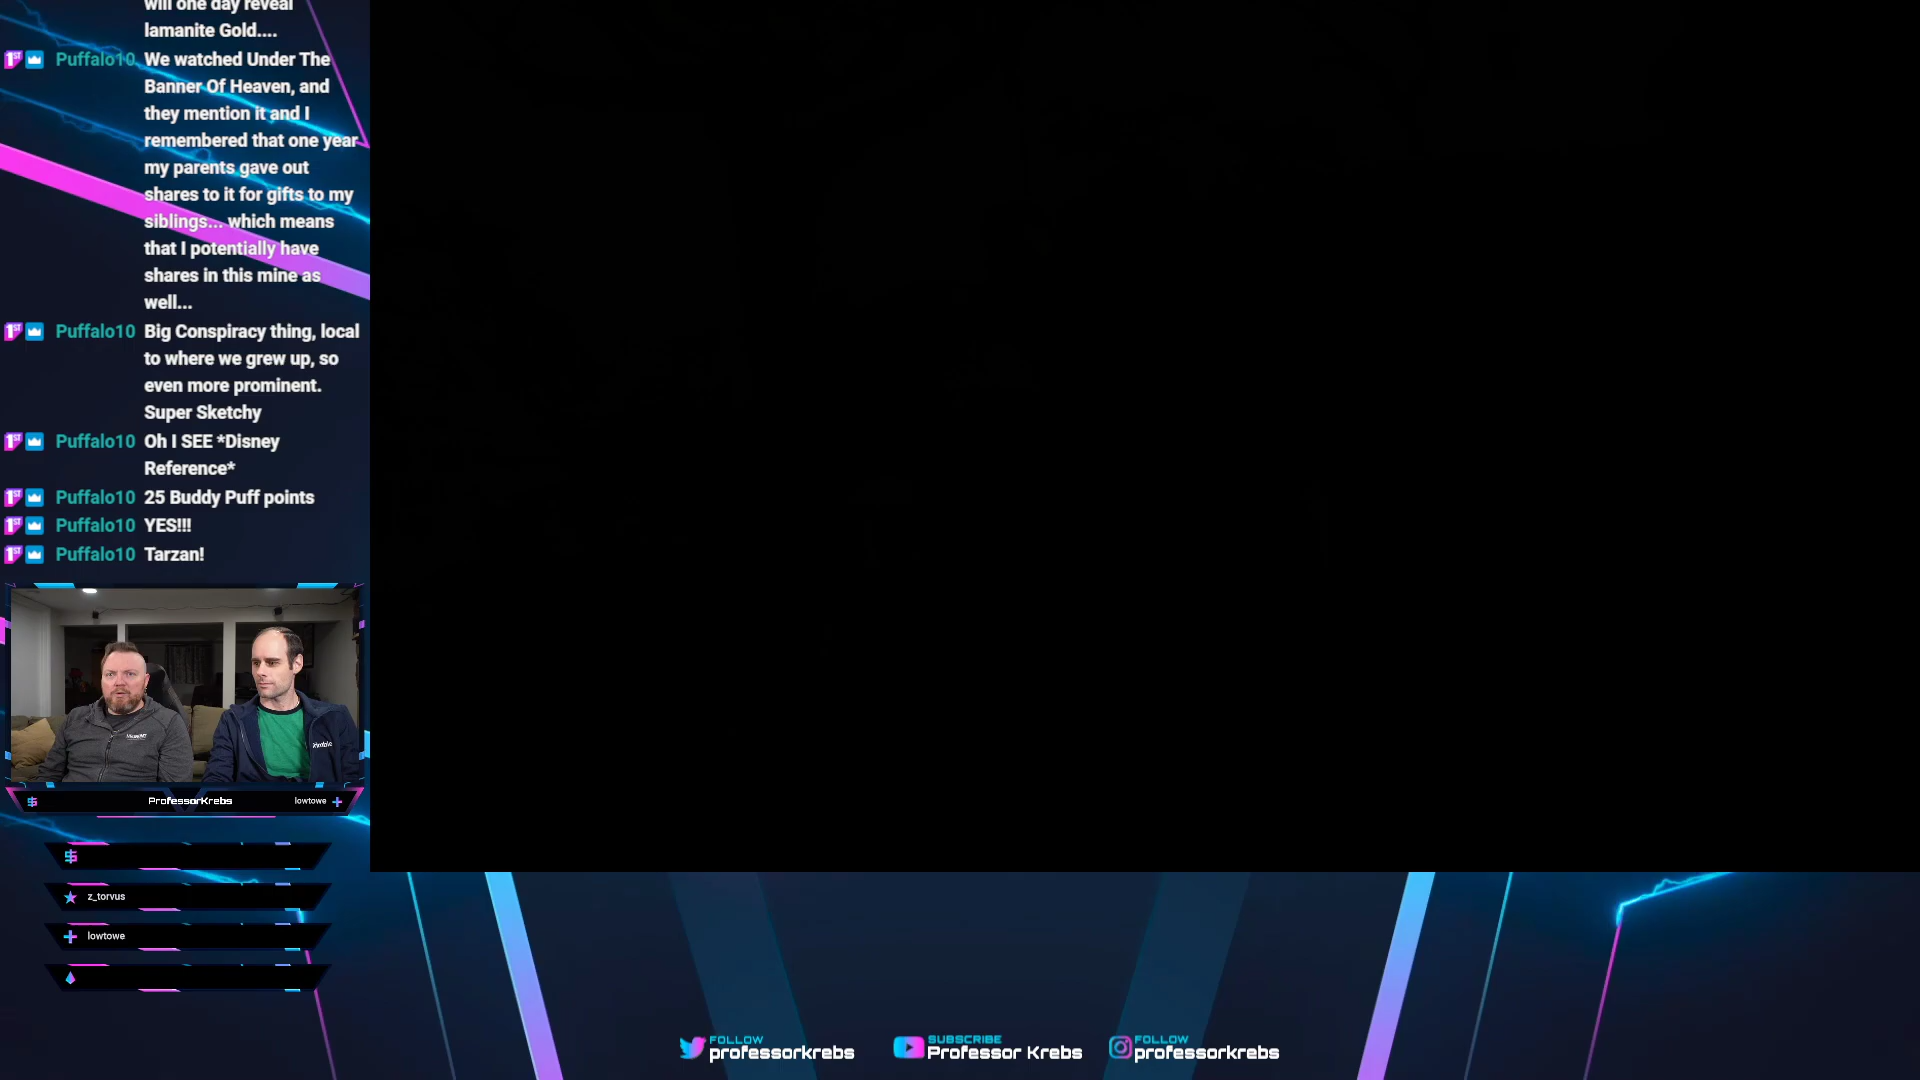 will one day reveal
lamanite Gold....
Puffalo10 We watched Under The
Banner Of Heaven, and
they mention it and I
remembered that one year
my parents gave out
shares to it for gifts to my
siblings... which means
that I potentially have
shares in this mine as
well...
Puffalo10 Big Conspiracy thing, local
to where we grew up, so
even more prominent.
Super Sketchy
Puffalo10 Oh I SEE *Disney
Reference*
Puffalo10 25 Buddy Puff points
Puffalo10 YES!!!
Puffalo10 Tarzan!
ProfessorKrebs
lowtowe
z_torvus
lowtowe
FOLLOW
professorkrebs
SUBSCRIBE
Professor Krebs
FOLLOW
professorkrebs